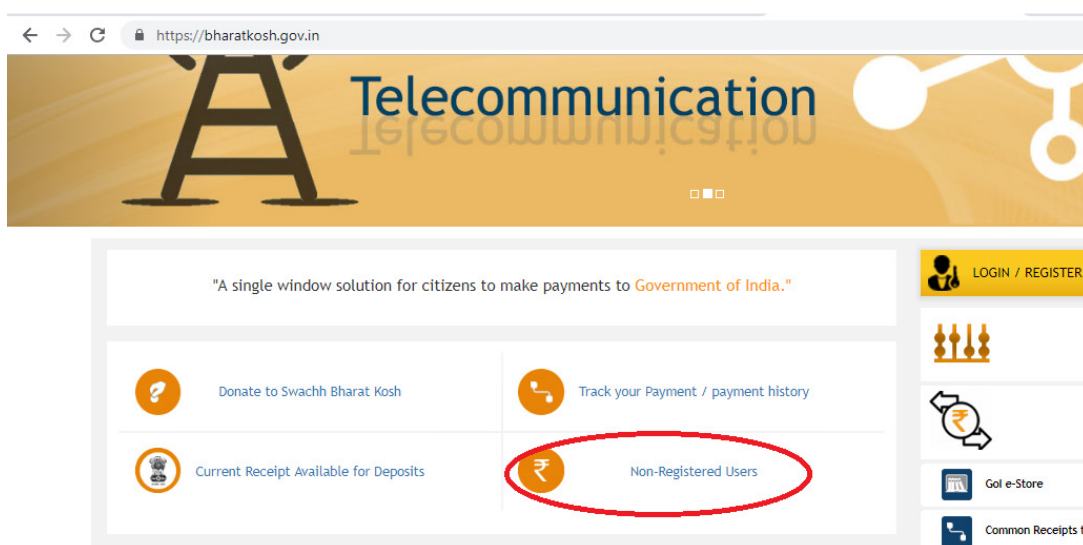 https://bharatkosh.gov.in
Telecommunication
"A single window solution for citizens to make payments to Government of India."
LOGIN / REGISTER
Donate to Swachh Bharat Kosh
Track your Payment / payment history
Current Receipt Available for Deposits
Non-Registered Users
GoI e-Store
Common Receipts t